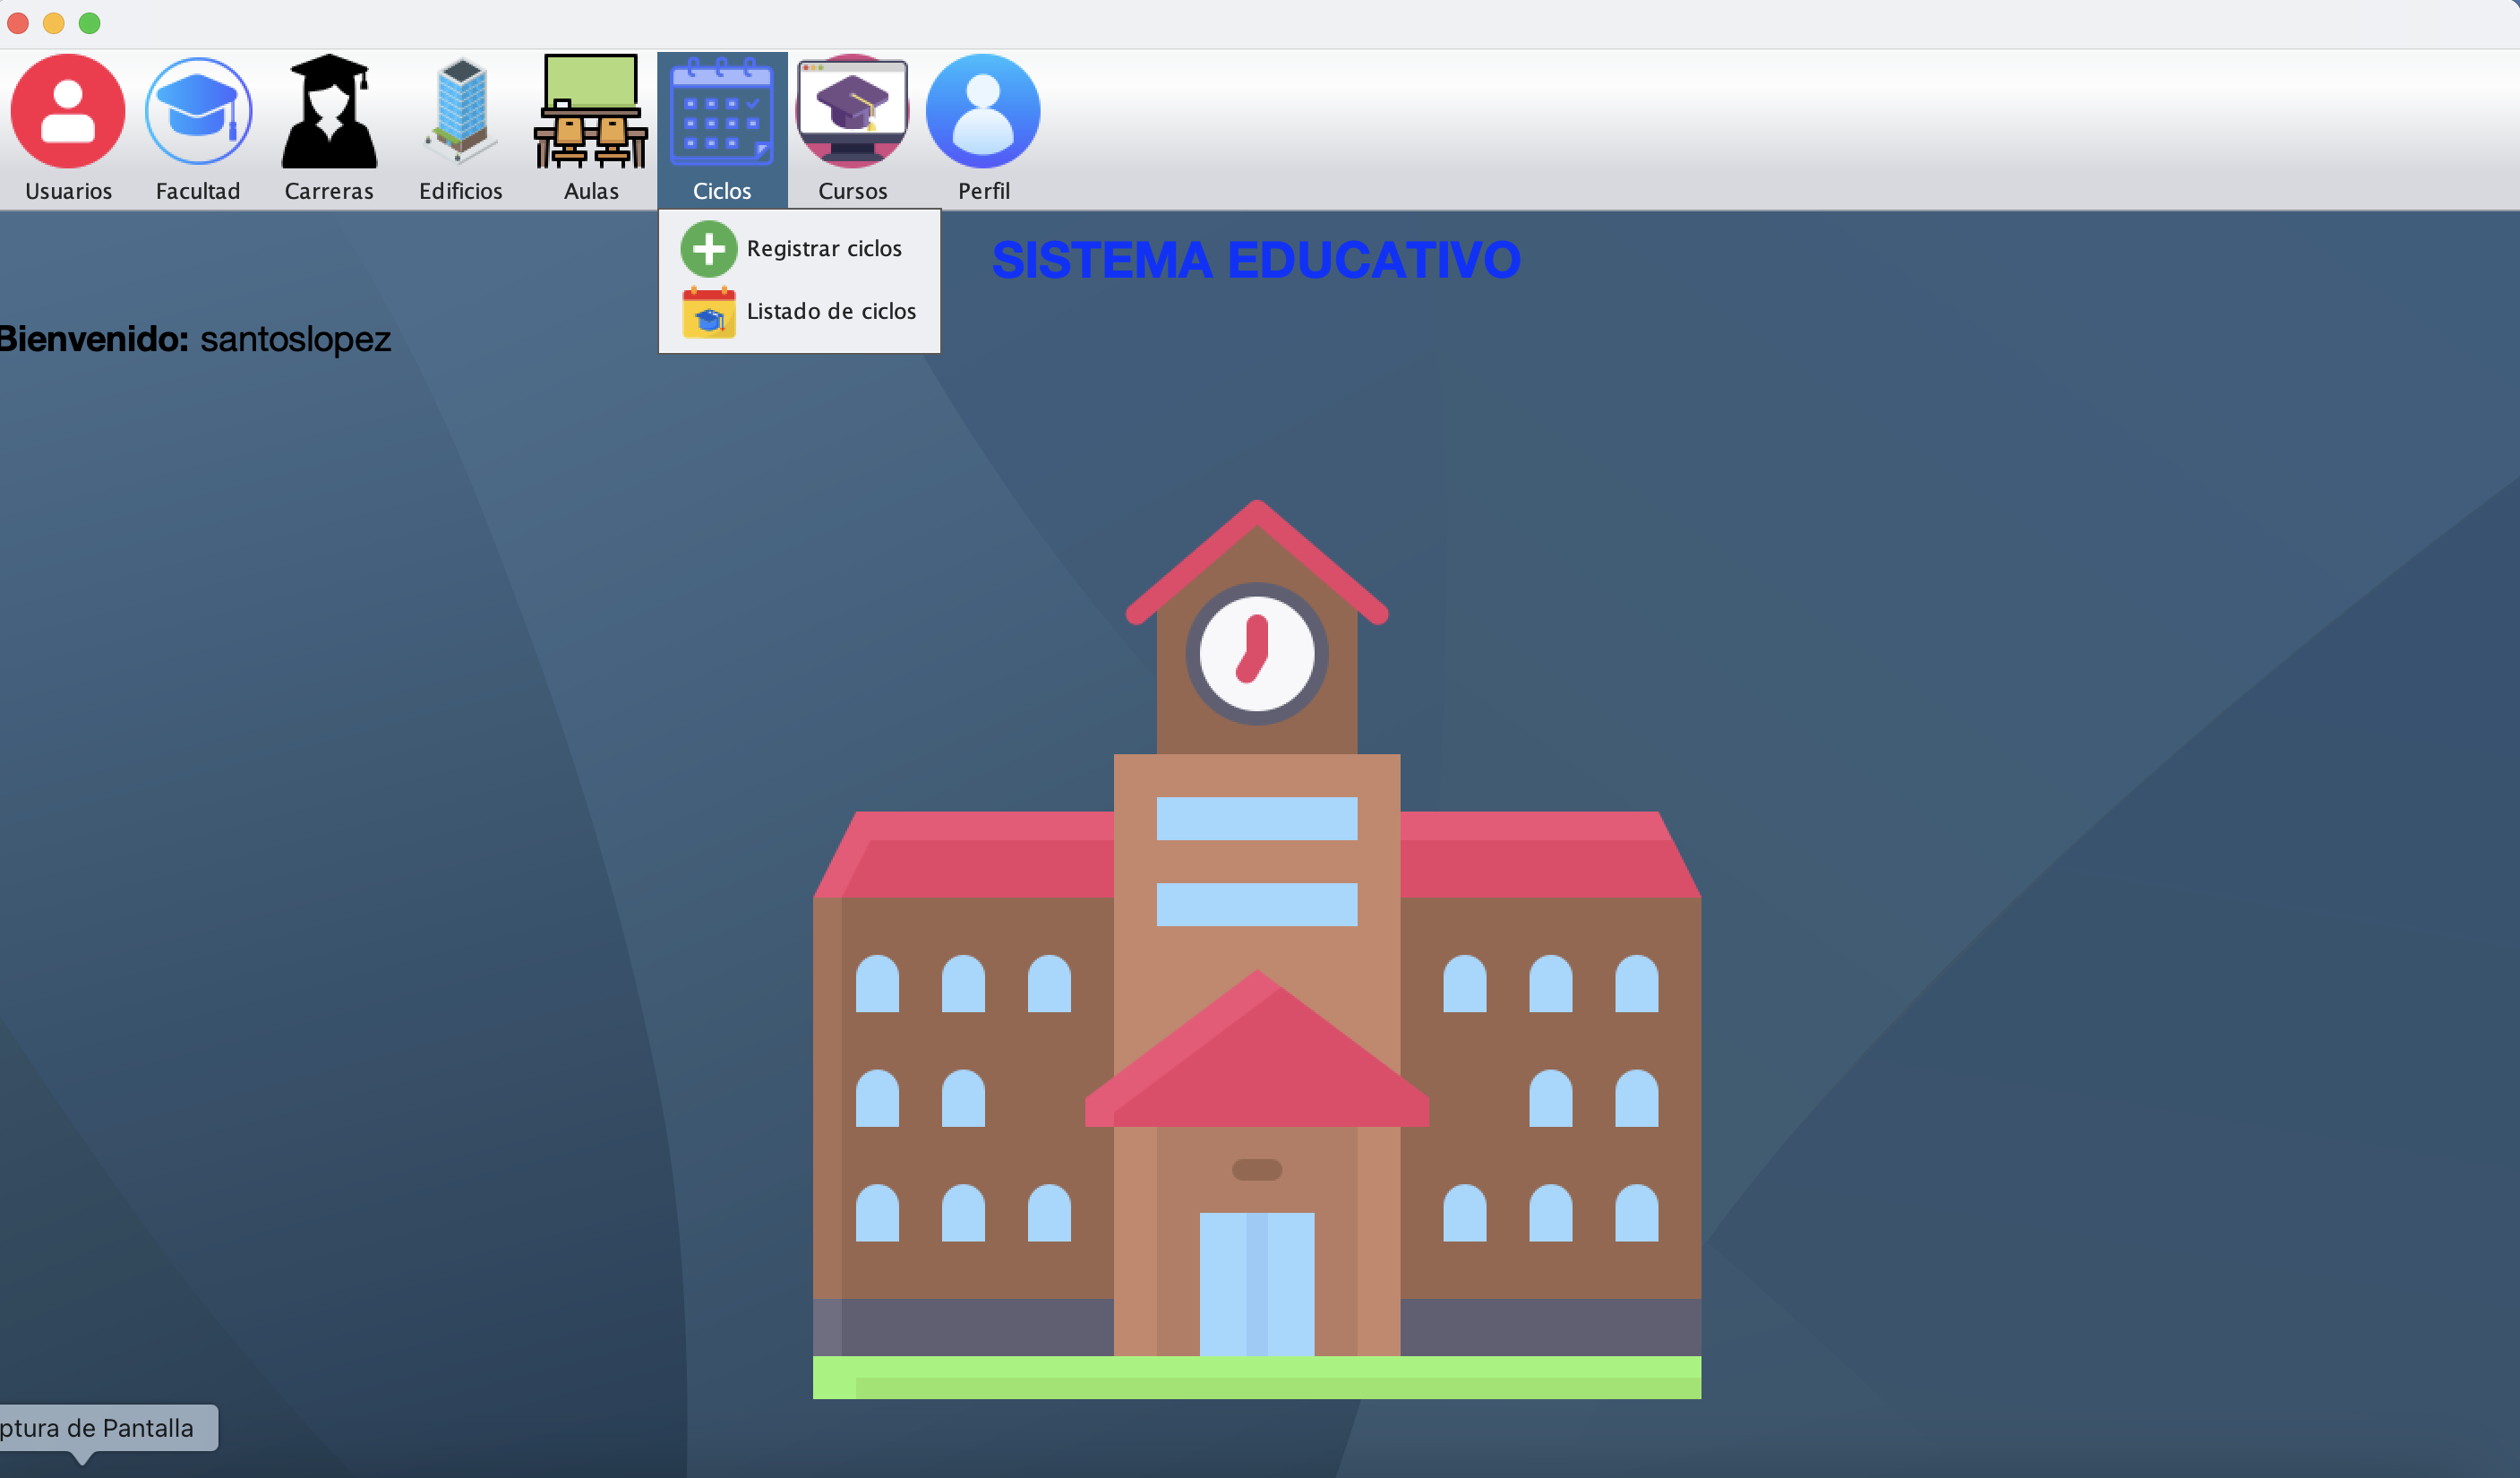 Usuarios
Facultad
Carreras
Edificios
Aulas
Ciclos
Cursos
Perfil
Registrar ciclos
Listado de ciclos
SISTEMA EDUCATIVO
Bienvenido: santoslopez
ptura de Pantalla